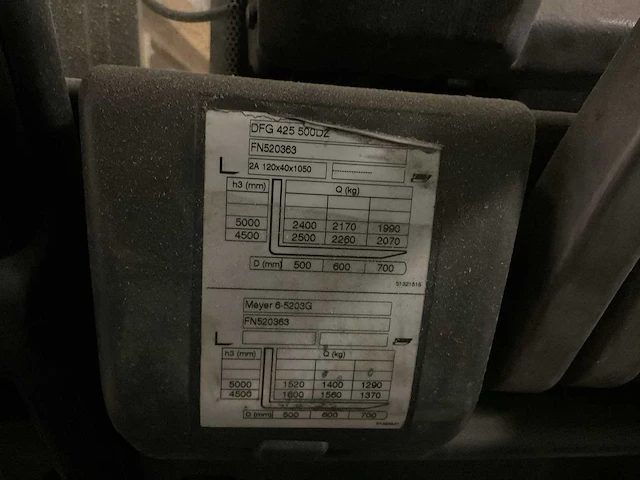 DFG 425 500DZ
FN520363
2A 120x40x1050 ---------------
h3 (mm) Q (kg)
5000 2400 2170 1990
4500 2500 2260 2070
D (mm) 500 600 700
51321515
Meyer 6-5203G
FN520363
h3 (mm) Q (kg)
5000 1520 1400 1290
4500 1600 1560 1370
D (mm) 500 600 700